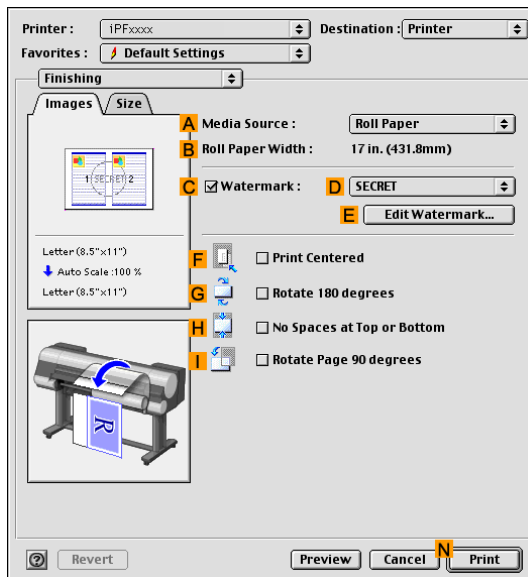 Printer : iPFxxxx Destination : Printer
Favorites : Default Settings
Finishing
Images Size
A Media Source : Roll Paper
B Roll Paper Width : 17 in. (431.8mm)
C Watermark : D SECRET
E Edit Watermark...
1 SECRET 2
Letter (8.5"x11")
Auto Scale :100 %
Letter (8.5"x11")
F Print Centered
G Rotate 180 degrees
H No Spaces at Top or Bottom
I Rotate Page 90 degrees
R
N
? Revert Preview Cancel Print